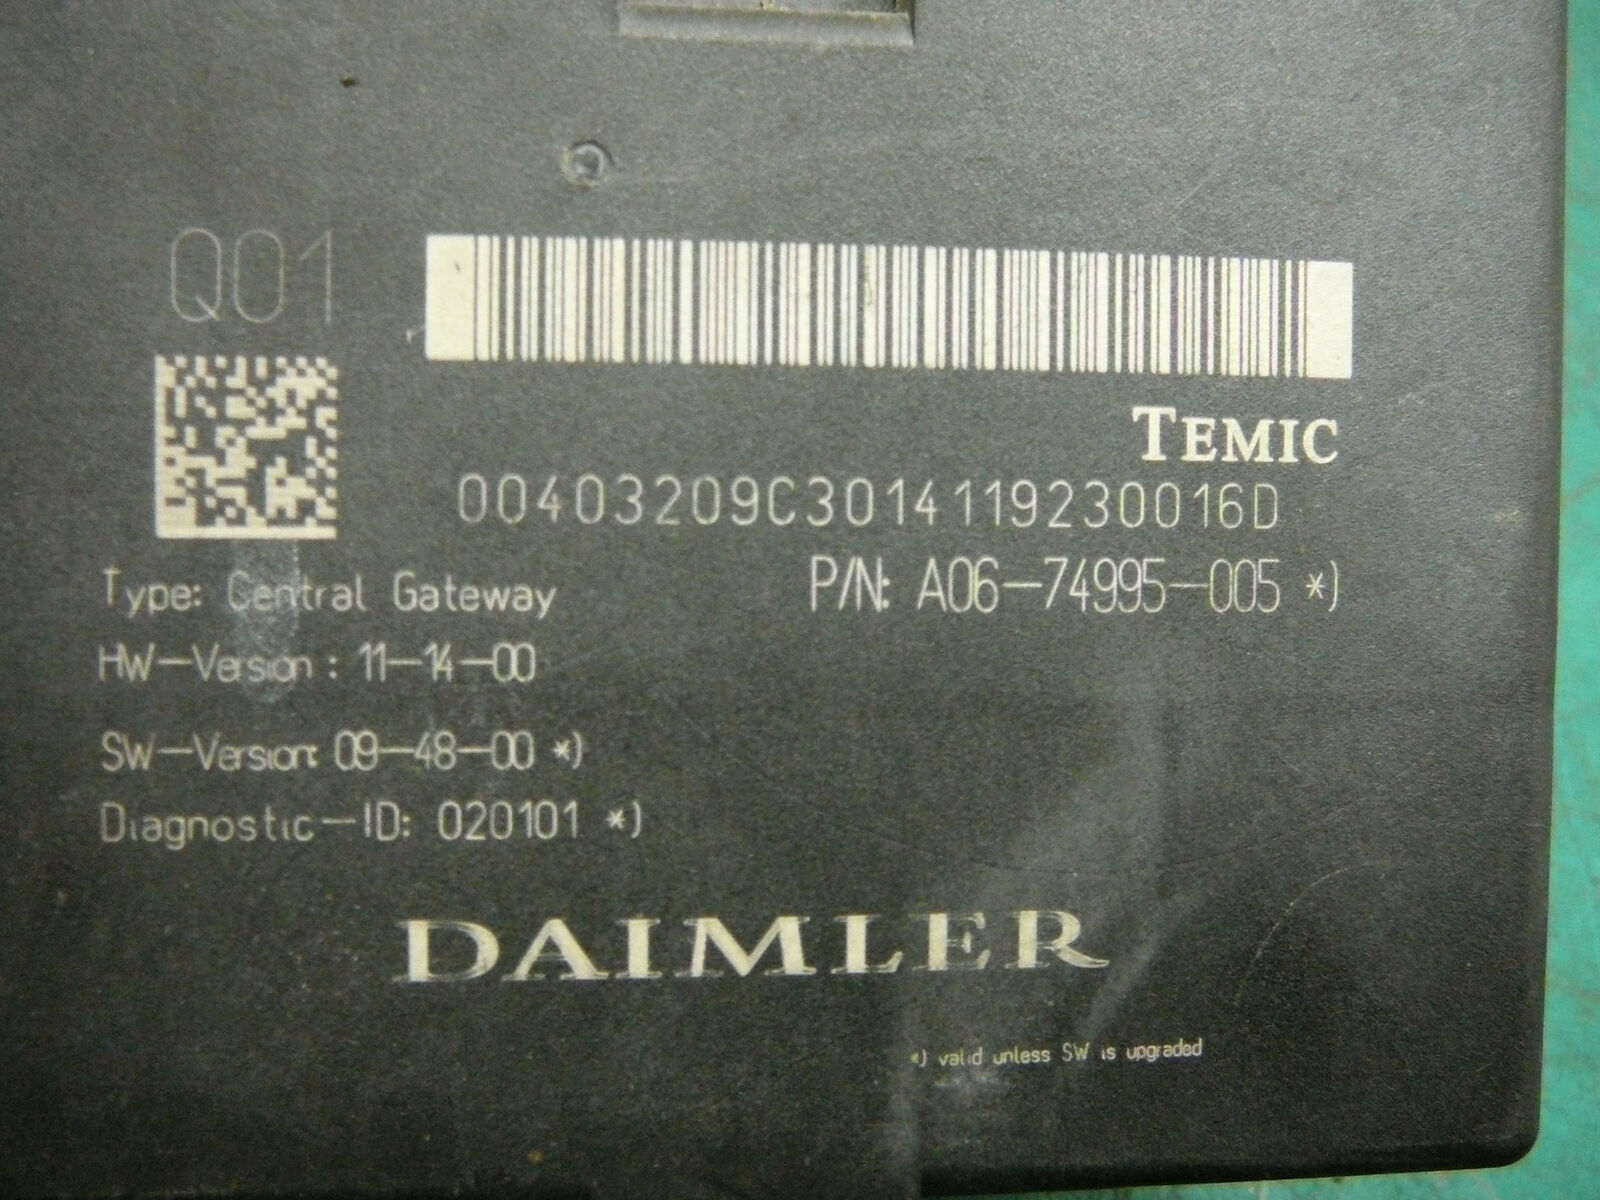 Q01
TEMIC
00403209C3014119230016D
Type: Central Gateway
P/N: A06-74995-005 *)
HW-Version: 11-14-00
SW-Version: 09-48-00 *)
Diagnostic-ID: 020101 *)
DAIMLER
*) valid unless SW is upgraded